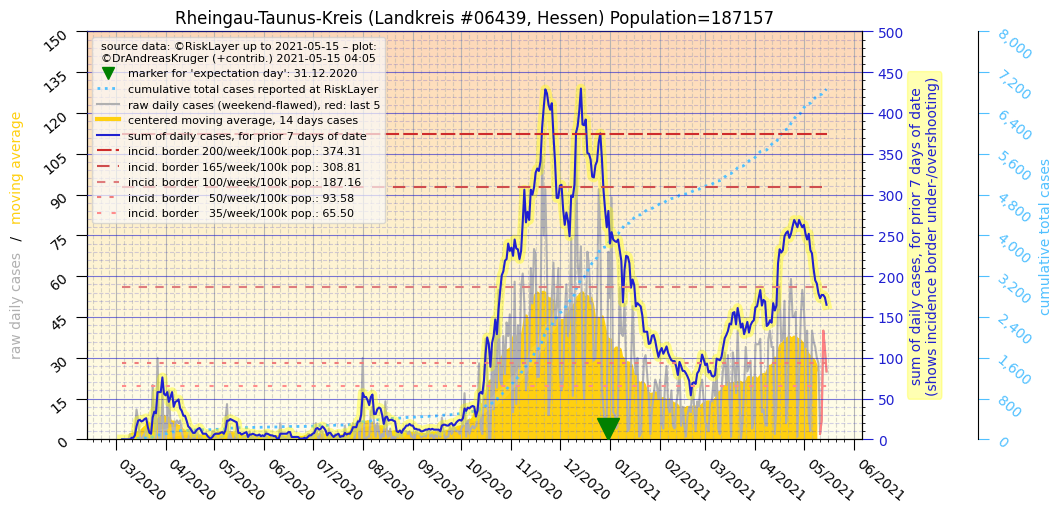 Rheingau-Taunus-Kreis (Landkreis #06439, Hessen) Population=187157
source data: ©RiskLayer up to 2021-05-15 – plot:
©DrAndreasKruger (+contrib.) 2021-05-15 04:05
marker for 'expectation day': 31.12.2020
cumulative total cases reported at RiskLayer
raw daily cases (weekend-flawed), red: last 5
centered moving average, 14 days cases
sum of daily cases, for prior 7 days of date
incid. border 200/week/100k pop.: 374.31
incid. border 165/week/100k pop.: 308.81
incid. border 100/week/100k pop.: 187.16
incid. border   50/week/100k pop.: 93.58
incid. border   35/week/100k pop.: 65.50
raw daily cases / moving average
150
135
120
105
90
75
60
45
30
15
0
03/2020
04/2020
05/2020
06/2020
07/2020
08/2020
09/2020
10/2020
11/2020
12/2020
01/2021
02/2021
03/2021
04/2021
05/2021
06/2021
500
450
400
350
300
250
200
150
100
50
0
sum of daily cases, for prior 7 days of date
(shows incidence border under-/overshooting)
8,000
7,200
6,400
5,600
4,800
4,000
3,200
2,400
1,600
800
0
cumulative total cases